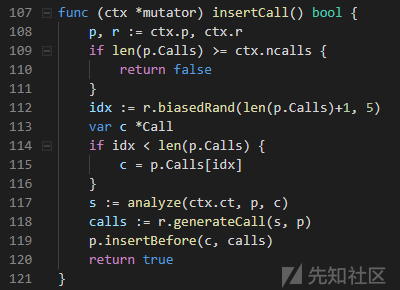 107 func (ctx *mutator) insertCall() bool {
108     p, r := ctx.p, ctx.r
109     if len(p.Calls) >= ctx.ncalls {
110         return false
111     }
112     idx := r.biasedRand(len(p.Calls)+1, 5)
113     var c *Call
114     if idx < len(p.Calls) {
115         c = p.Calls[idx]
116     }
117     s := analyze(ctx.ct, p, c)
118     calls := r.generateCall(s, p)
119     p.insertBefore(c, calls)
120     return true
121 }
先知社区